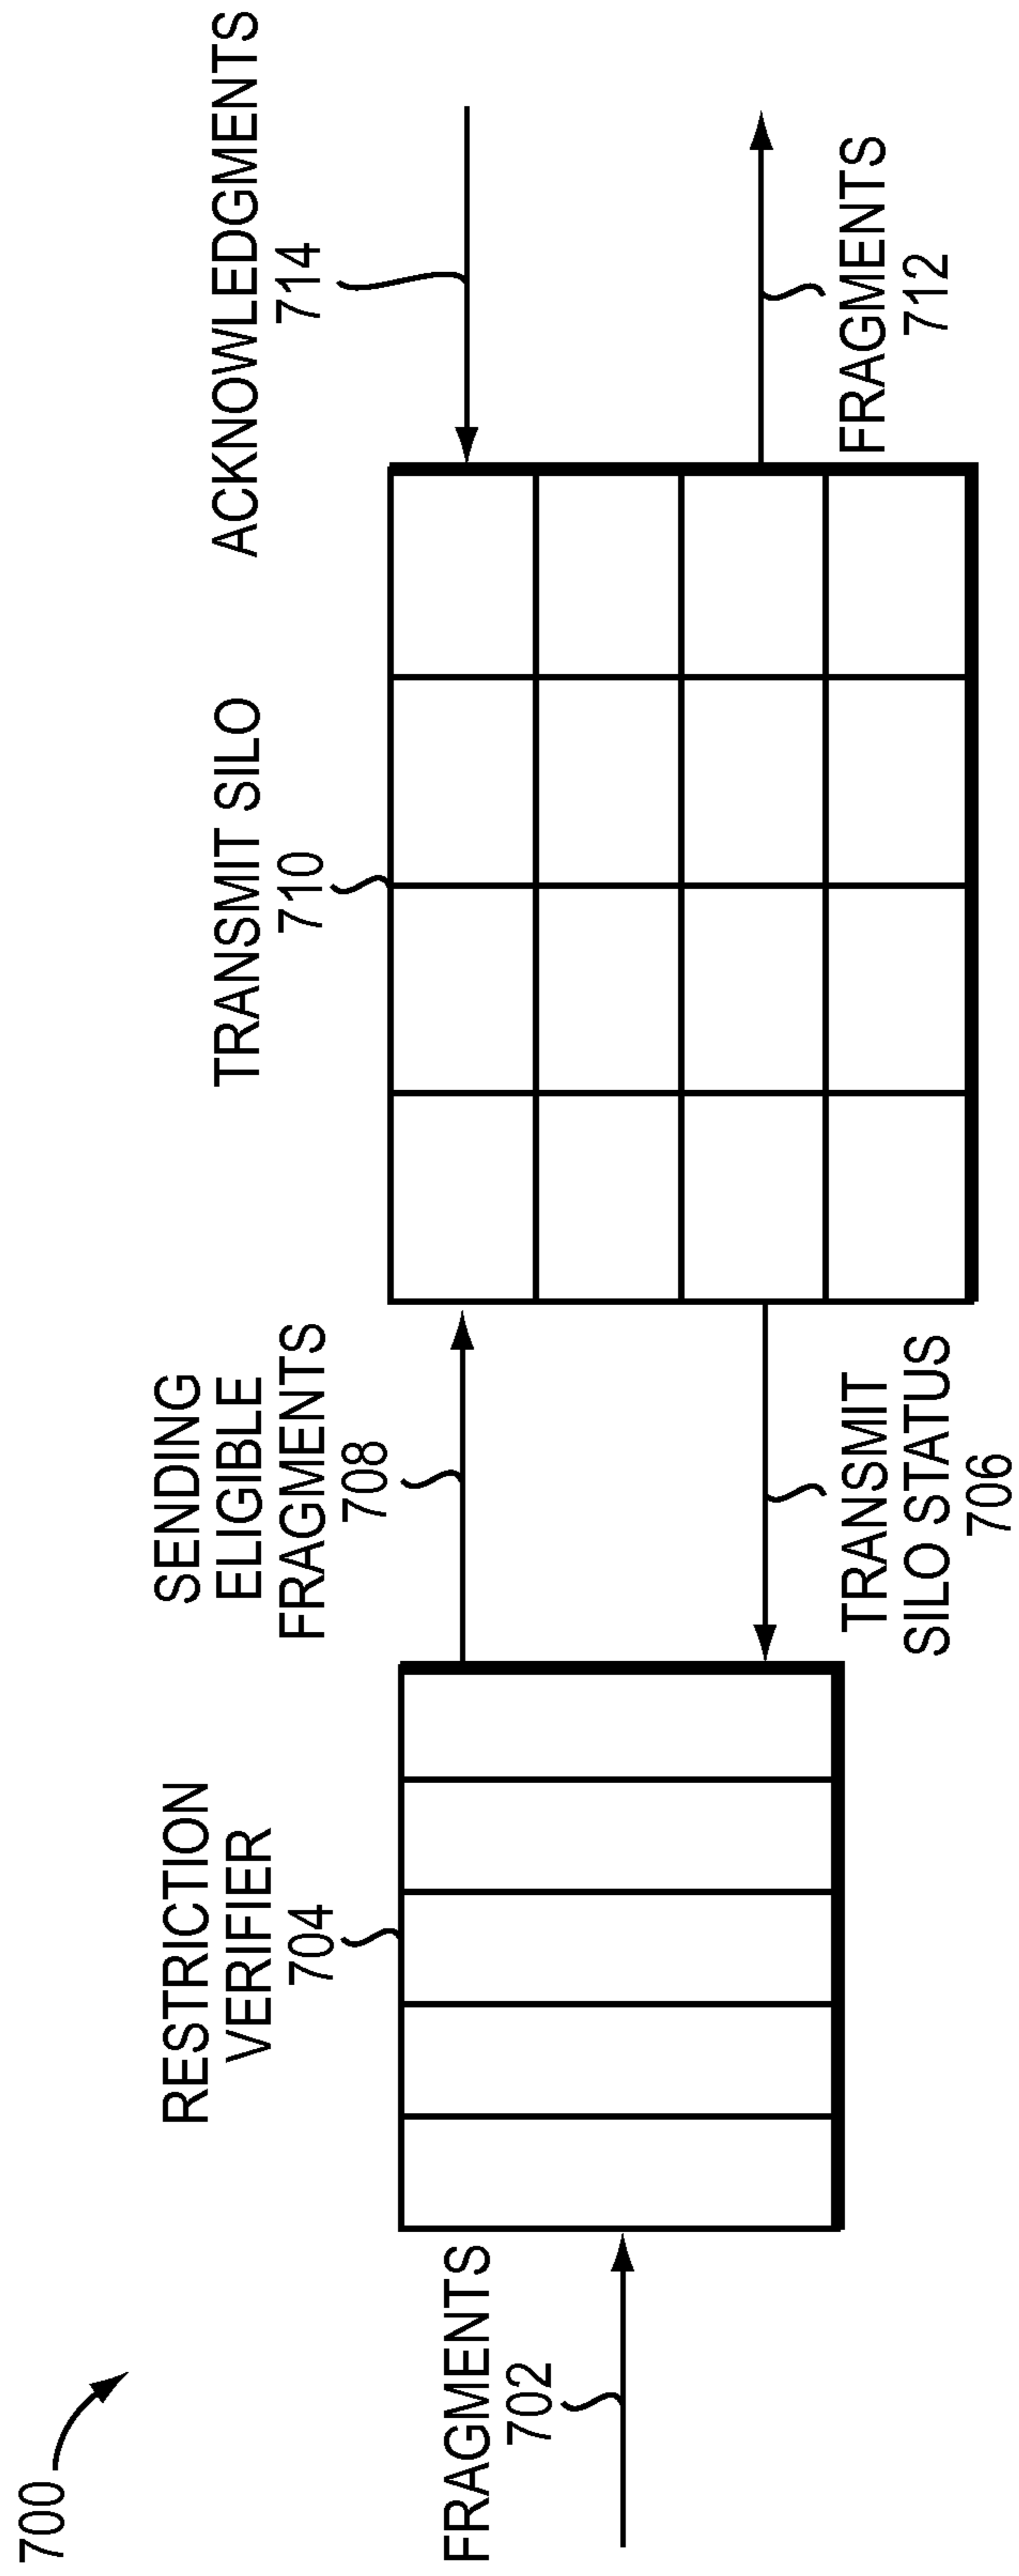 700
FRAGMENTS
702
RESTRICTION
VERIFIER
704
SENDING
ELIGIBLE
FRAGMENTS
708
TRANSMIT
SILO STATUS
706
TRANSMIT SILO
710
ACKNOWLEDGMENTS
714
FRAGMENTS
712